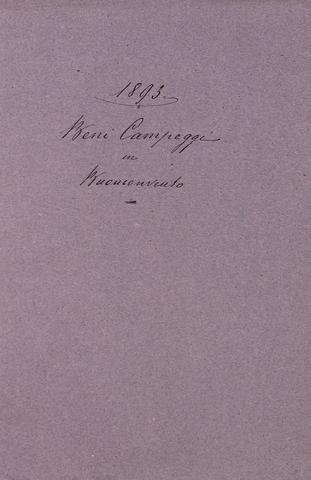 1893.
Beni Campeggi
in
Buonconvento